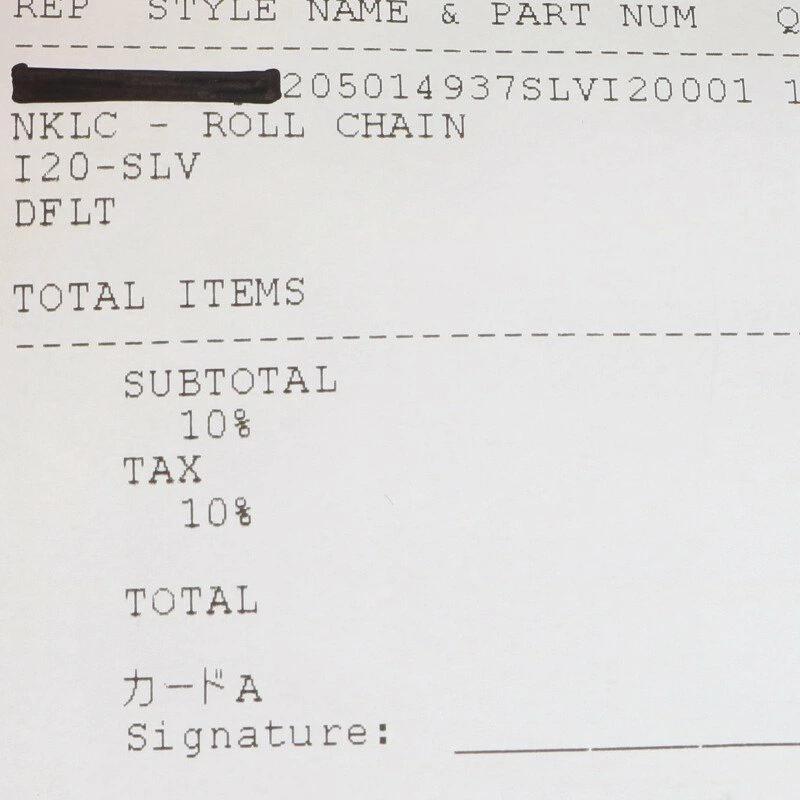 REP STYLE NAME & PART NUM Q
205014937SLVI20001 1
NKLC - ROLL CHAIN
I20-SLV
DFLT
TOTAL ITEMS
SUBTOTAL
10%
TAX
10%
TOTAL
カードA
Signature: